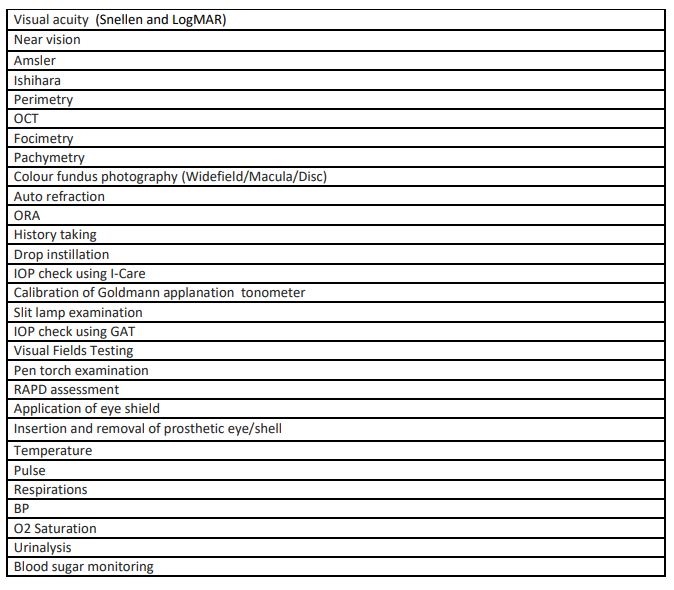 Visual acuity  (Snellen and LogMAR)
Near vision
Amsler
Ishihara
Perimetry
OCT
Focimetry
Pachymetry
Colour fundus photography (Widefield/Macula/Disc)
Auto refraction
ORA
History taking
Drop instillation
IOP check using I-Care
Calibration of Goldmann applanation  tonometer
Slit lamp examination
IOP check using GAT
Visual Fields Testing
Pen torch examination
RAPD assessment
Application of eye shield
Insertion and removal of prosthetic eye/shell
Temperature
Pulse
Respirations
BP
O2 Saturation
Urinalysis
Blood sugar monitoring